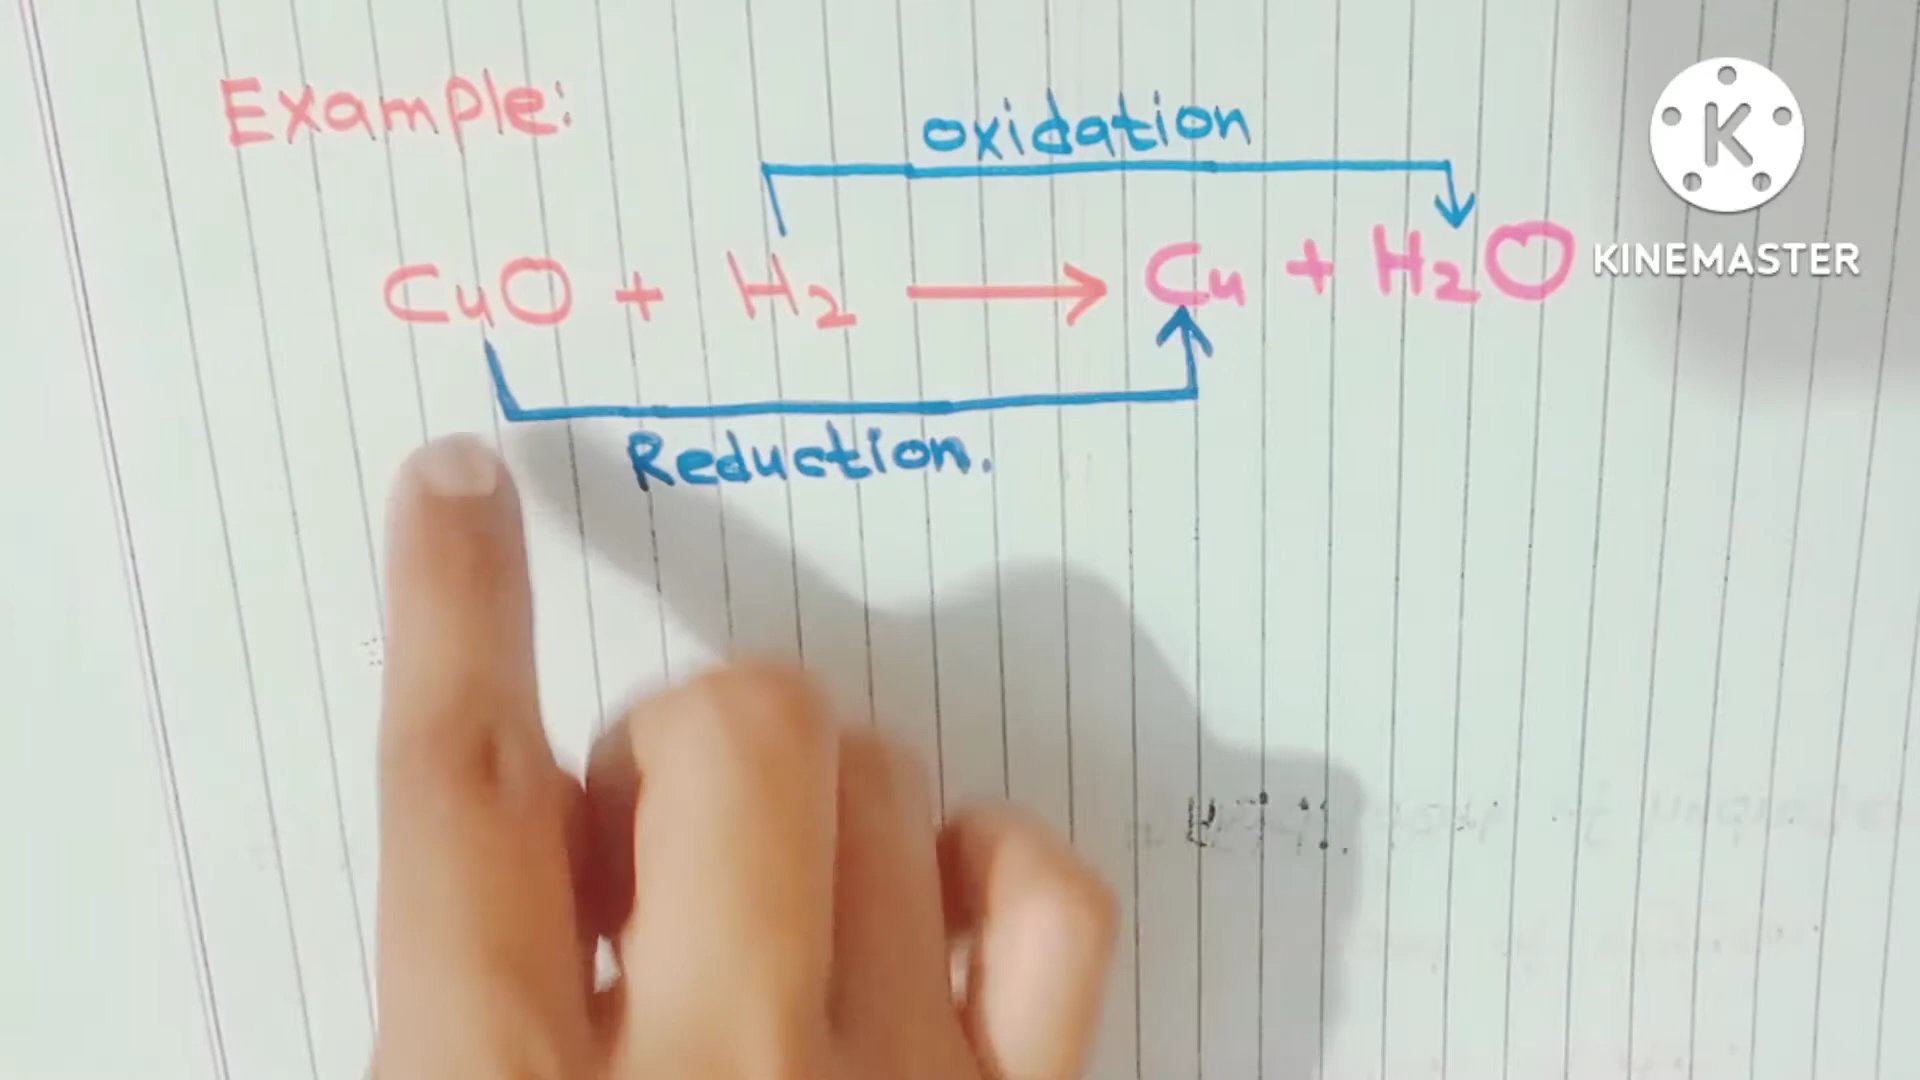 Example:
oxidation
CuO + H2 → Cu + H2O
Reduction.
K
KINEMASTER